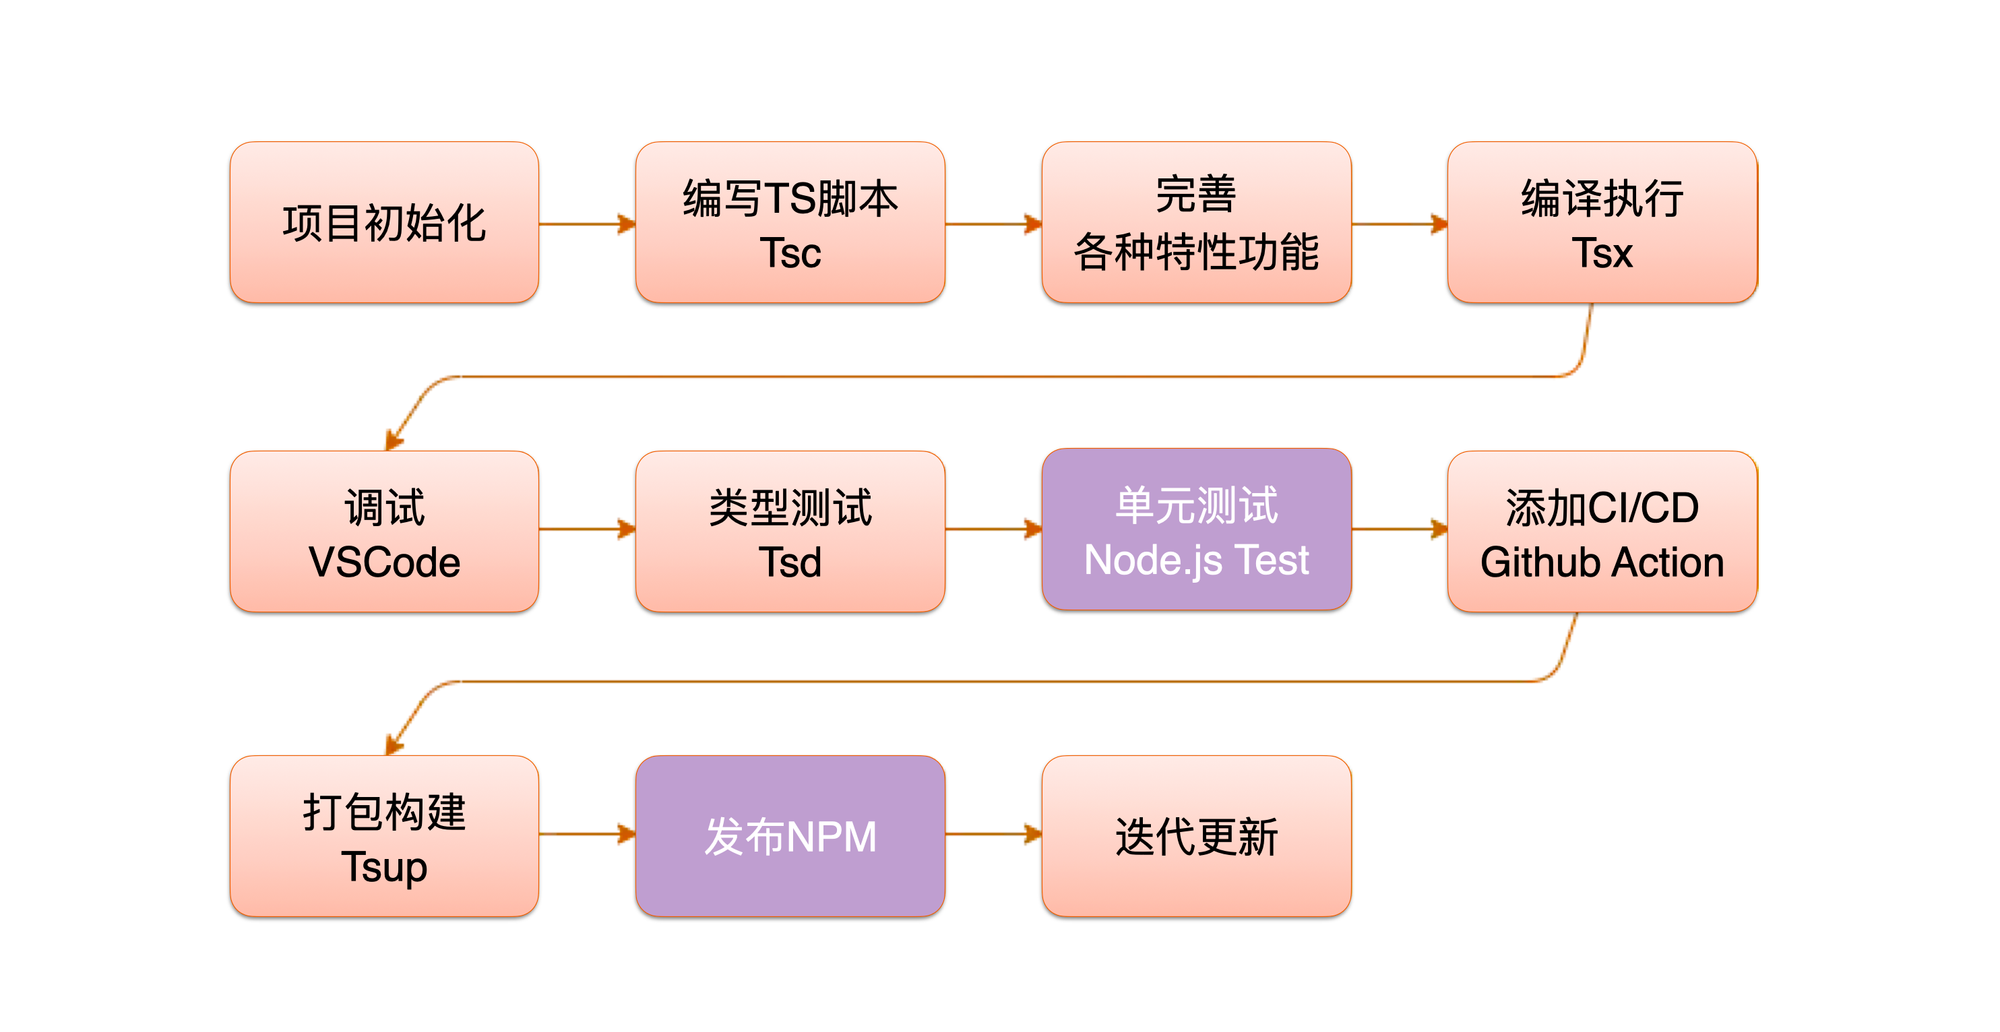 项目初始化
编写TS脚本
Tsc
完善
各种特性功能
编译执行
Tsx
调试
VSCode
类型测试
Tsd
单元测试
Node.js Test
添加CI/CD
Github Action
打包构建
Tsup
发布NPM
迭代更新